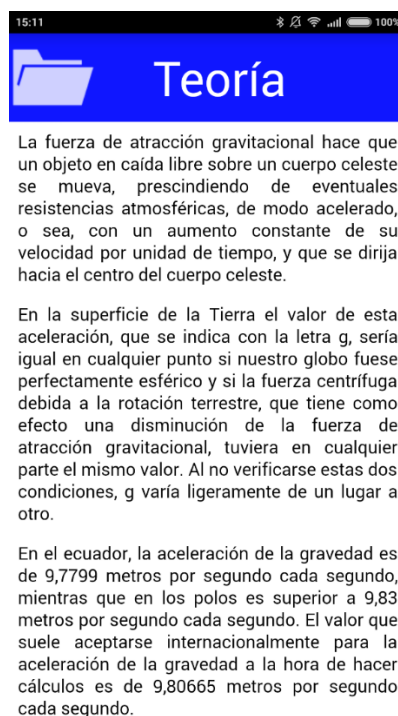 15:11
100%
Teoría
La fuerza de atracción gravitacional hace que
un objeto en caída libre sobre un cuerpo celeste
se mueva, prescindiendo de eventuales
resistencias atmosféricas, de modo acelerado,
o sea, con un aumento constante de su
velocidad por unidad de tiempo, y que se dirija
hacia el centro del cuerpo celeste.
En la superficie de la Tierra el valor de esta
aceleración, que se indica con la letra g, sería
igual en cualquier punto si nuestro globo fuese
perfectamente esférico y si la fuerza centrífuga
debida a la rotación terrestre, que tiene como
efecto una disminución de la fuerza de
atracción gravitacional, tuviera en cualquier
parte el mismo valor. Al no verificarse estas dos
condiciones, g varía ligeramente de un lugar a
otro.
En el ecuador, la aceleración de la gravedad es
de 9,7799 metros por segundo cada segundo,
mientras que en los polos es superior a 9,83
metros por segundo cada segundo. El valor que
suele aceptarse internacionalmente para la
aceleración de la gravedad a la hora de hacer
cálculos es de 9,80665 metros por segundo
cada segundo.